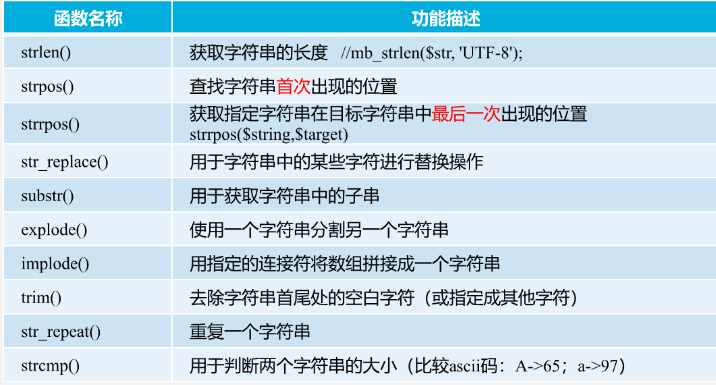 函数名称 功能描述
strlen() 获取字符串的长度 //mb_strlen($str, 'UTF-8');
strpos() 查找字符串首次出现的位置
strrpos() 获取指定字符串在目标字符串中最后一次出现的位置
strrpos($string,$target)
str_replace() 用于字符串中的某些字符进行替换操作
substr() 用于获取字符串中的子串
explode() 使用一个字符串分割另一个字符串
implode() 用指定的连接符将数组拼接成一个字符串
trim() 去除字符串首尾处的空白字符（或指定成其他字符）
str_repeat() 重复一个字符串
strcmp() 用于判断两个字符串的大小（比较ascii码：A->65；a->97）